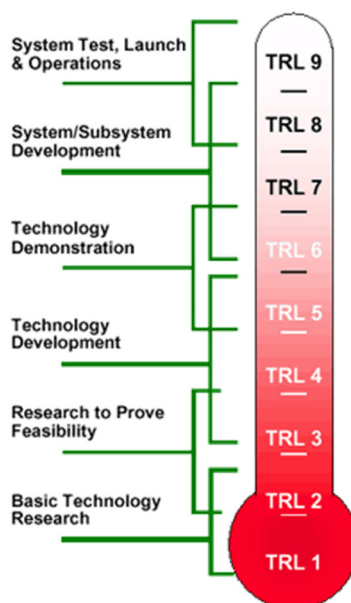 System Test, Launch
& Operations
System/Subsystem
Development
Technology
Demonstration
Technology
Development
Research to Prove
Feasibility
Basic Technology
Research
TRL 9
TRL 8
TRL 7
TRL 6
TRL 5
TRL 4
TRL 3
TRL 2
TRL 1